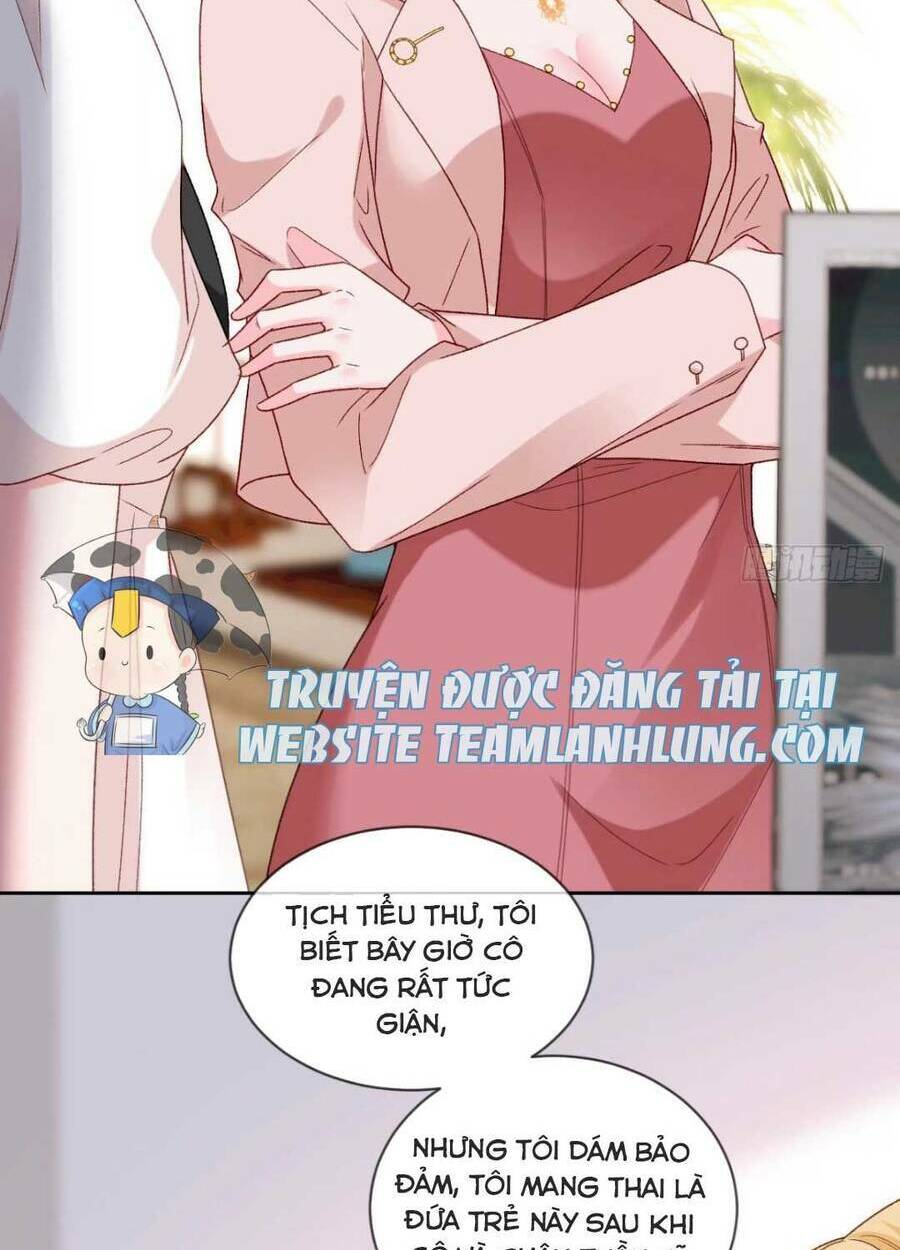 TRUYỆN ĐƯỢC ĐĂNG TẢI TẠI
WEBSITE TEAMLANHLUNG.COM
TỊCH TIỂU THƯ, TÔI
BIẾT BÂY GIỜ CÔ
ĐANG RẤT TỨC
GIẬN,
NHƯNG TÔI DÁM BẢO
ĐẢM, TÔI MANG THAI LÀ
ĐỨA TRẺ NÀY SAU KHI